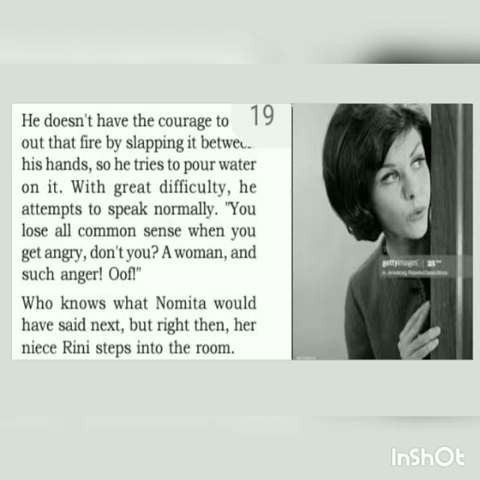 19
He doesn't have the courage to
out that fire by slapping it betwe
his hands, so he tries to pour water
on it. With great difficulty, he
attempts to speak normally. "You
lose all common sense when you
get angry, don't you? A woman, and
such anger! Oof!"
Who knows what Nomita would
have said next, but right then, her
niece Rini steps into the room.
gettyimages
InShOt